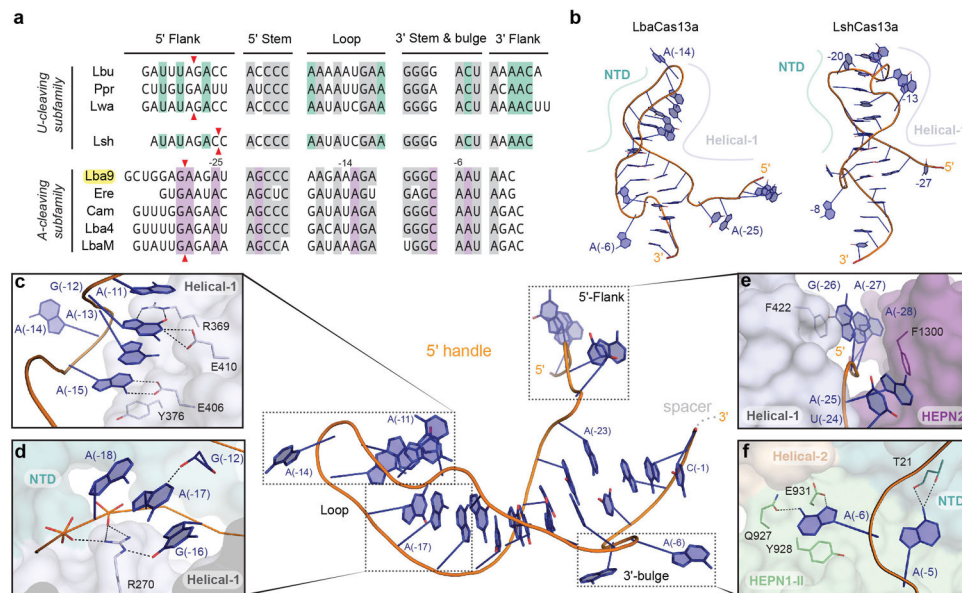 a
5' Flank 5' Stem Loop 3' Stem & bulge 3' Flank
U-cleaving subfamily
Lbu GAUUUAGACC ACCCC AAAAAUGAA GGGG ACU AAAACA
Ppr CUUGUGAAUU AUCCC AAAAUUGAA GGGA ACU ACAAC
Lwa GAUAUAGACC ACCCC AAUAUCGAA GGGG ACU AAAACUU
Lsh AUAUAGACC ACCCC AAUAUCGAA GGGG ACU AAAAC
-25 -14 -6
A-cleaving subfamily
Lba9 GCUGGAGAAGAU AGCCC AAGAAAGA GGGC AAU AAC
Ere GUGAAUAC AGCUC GAUAUAGU GAGC AAU AAG
Cam GUUUUGGAGAAC AGCCC GAUAUAGA GGGC AAU AGAC
Lba4 GUUUUGAGAAUAC AGCCC GACAUAGA GGGC AAU AGAC
LbaM GUAUUGAGAAA AGCCA GAUAAAGA UGGC AAU AGAC
b
LbaCas13a
A(-14)
NTD
Helical-1
5'
A(-6)
A(-25)
3'
LshCas13a
-20
NTD
-13
Helical-
5'
-27
-8
3'
c
G(-12)
A(-11)
Helical-1
A(-13)
A(-14)
R369
E410
A(-15)
E406
Y376
d
A(-18)
G(-12)
NTD
A(-17)
G(-16)
R270
Helical-1
5' handle
5'-Flank
5'
spacer
3'
A(-11)
A(-14)
A(-23)
C(-1)
Loop
A(-17)
A(-6)
3'-bulge
e
G(-26)
A(-27)
F422
A(-28)
F1300
5'
A(-25)
Helical-1
U(-24)
HEPN2
f
Helical-2
T21
E931
NTD
A(-6)
Q927
Y928
A(-5)
HEPN1-II